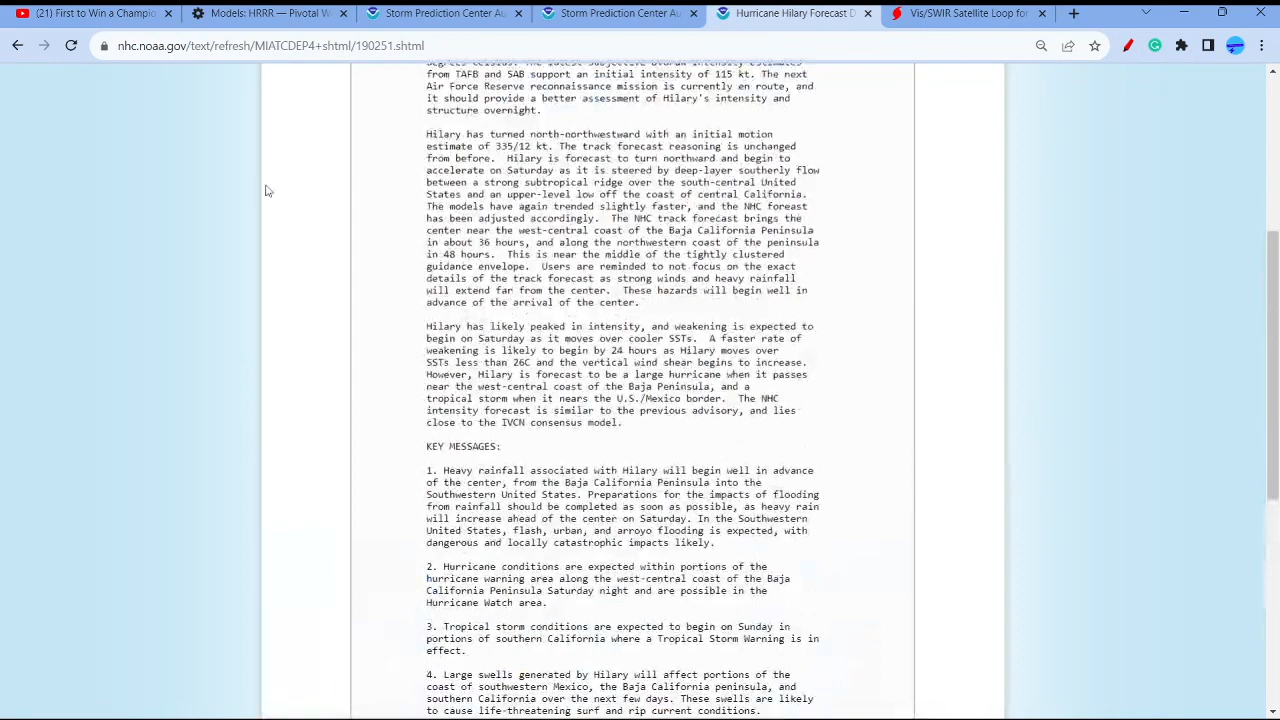 (21) First to Win a Champio
Models: HRRR — Pivotal W
Storm Prediction Center Au
Storm Prediction Center Au
Hurricane Hilary Forecast D
Vis/SWIR Satellite Loop for
nhc.noaa.gov/text/refresh/MIATCDEP4+shtml/190251.shtml
degrees Celsius. The latest subjective Dvorak intensity estimates
from TAFB and SAB support an initial intensity of 115 kt. The next
Air Force Reserve reconnaissance mission is currently en route, and
it should provide a better assessment of Hilary's intensity and
structure overnight.
Hilary has turned north-northwestward with an initial motion
estimate of 335/12 kt. The track forecast reasoning is unchanged
from before. Hilary is forecast to turn northward and begin to
accelerate on Saturday as it is steered by deep-layer southerly flow
between a strong subtropical ridge over the south-central United
States and an upper-level low off the coast of central California.
The models have again trended slightly faster, and the NHC foreast
has been adjusted accordingly. The NHC track forecast brings the
center near the west-central coast of the Baja California Peninsula
in about 36 hours, and along the northwestern coast of the peninsula
in 48 hours. This is near the middle of the tightly clustered
guidance envelope. Users are reminded to not focus on the exact
details of the track forecast as strong winds and heavy rainfall
will extend far from the center. These hazards will begin well in
advance of the arrival of the center.
Hilary has likely peaked in intensity, and weakening is expected to
begin on Saturday as it moves over cooler SSTs. A faster rate of
weakening is likely to begin by 24 hours as Hilary moves over
SSTs less than 26C and the vertical wind shear begins to increase.
However, Hilary is forecast to be a large hurricane when it passes
near the west-central coast of the Baja Peninsula, and a
tropical storm when it nears the U.S./Mexico border. The NHC
intensity forecast is similar to the previous advisory, and lies
close to the IVCN consensus model.
KEY MESSAGES:
1. Heavy rainfall associated with Hilary will begin well in advance
of the center, from the Baja California Peninsula into the
Southwestern United States. Preparations for the impacts of flooding
from rainfall should be completed as soon as possible, as heavy rain
will increase ahead of the center on Saturday. In the Southwestern
United States, flash, urban, and arroyo flooding is expected, with
dangerous and locally catastrophic impacts likely.
2. Hurricane conditions are expected within portions of the
hurricane warning area along the west-central coast of the Baja
California Peninsula Saturday night and are possible in the
Hurricane Watch area.
3. Tropical storm conditions are expected to begin on Sunday in
portions of southern California where a Tropical Storm Warning is in
effect.
4. Large swells generated by Hilary will affect portions of the
coast of southwestern Mexico, the Baja California peninsula, and
southern California over the next few days. These swells are likely
to cause life-threatening surf and rip current conditions.